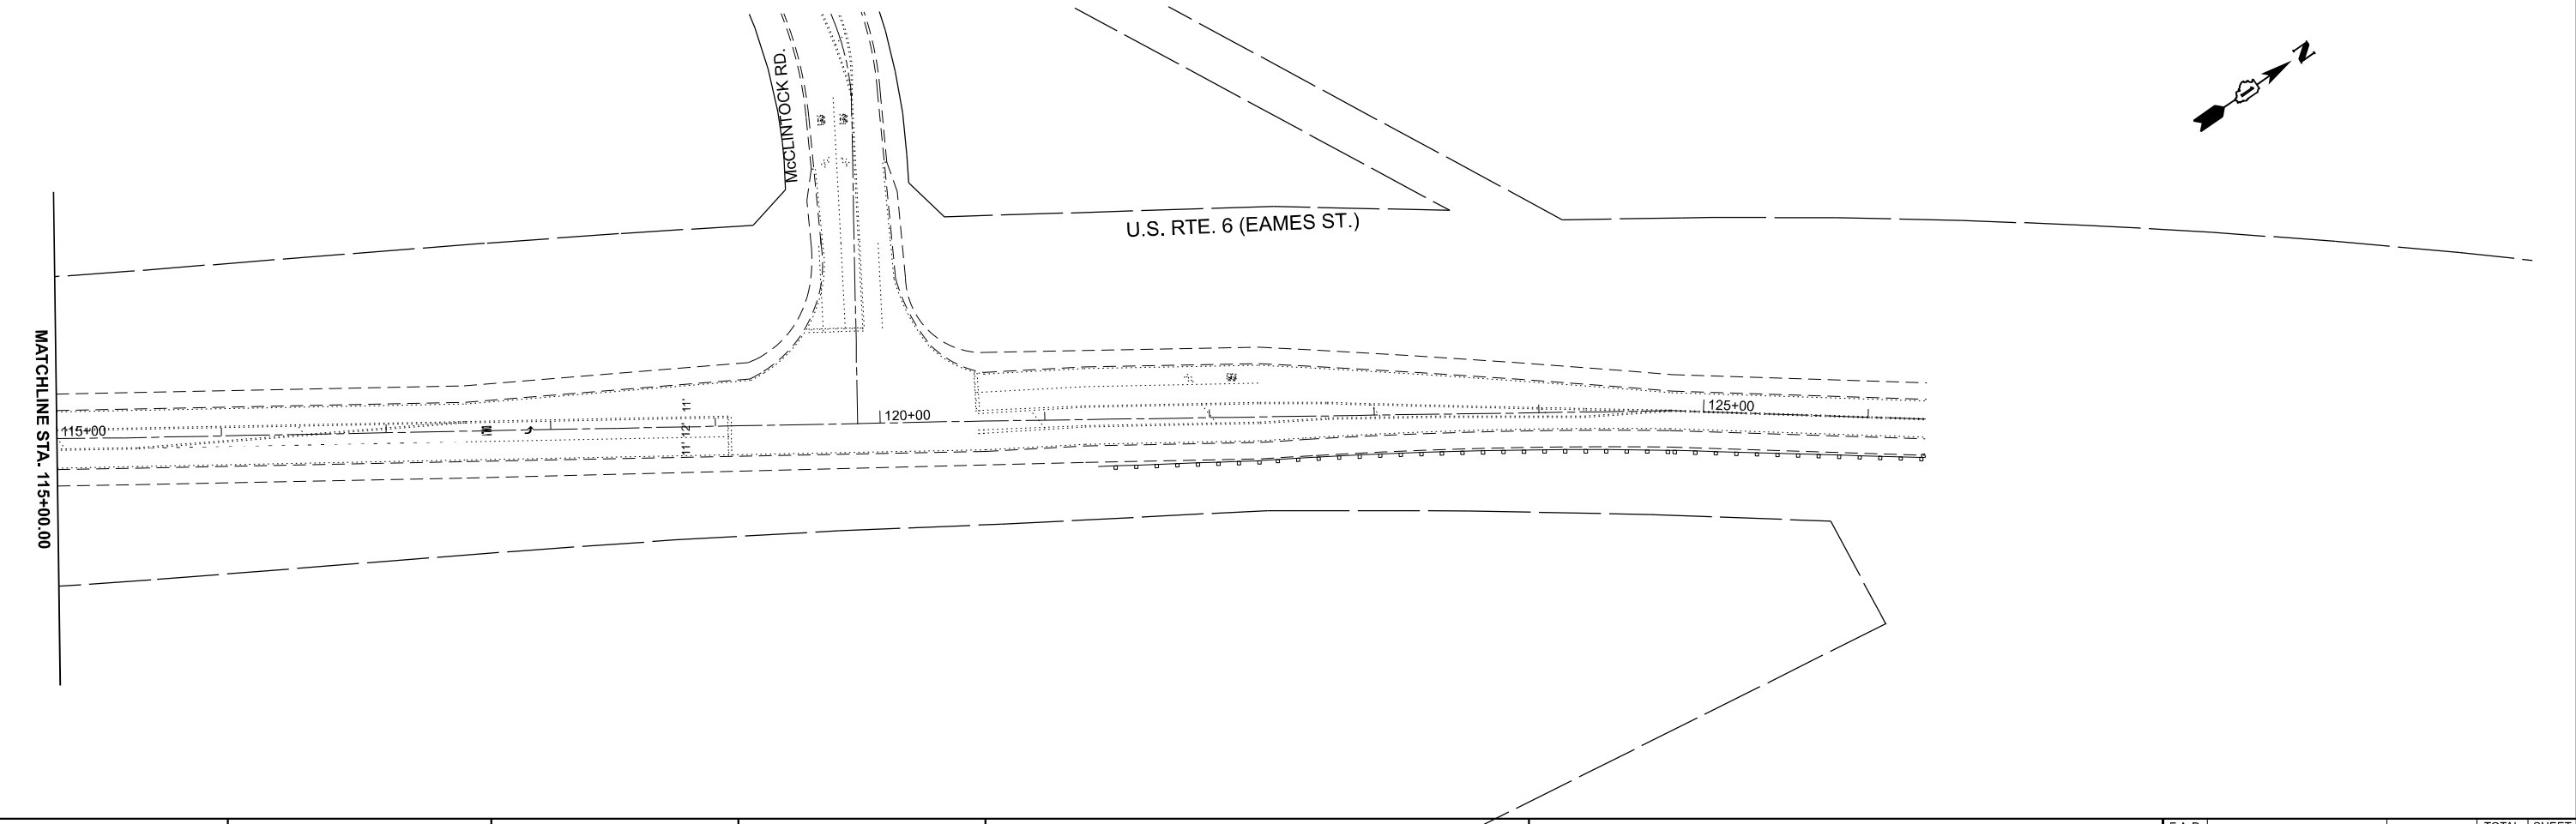 N
McCLINTOCK RD.
U.S. RTE. 6 (EAMES ST.)
MATCHLINE STA. 115+00.00
115+00
11'
12'
11'
120+00
125+00